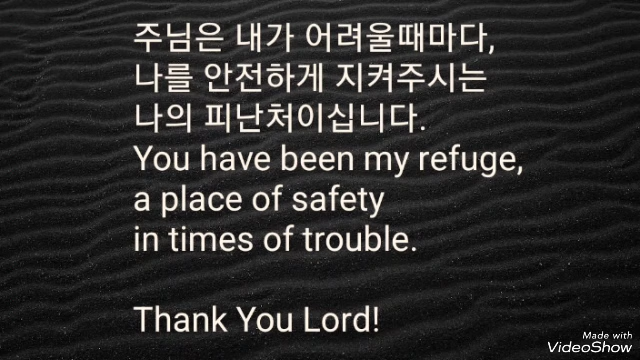 주님은 내가 어려울때마다,
나를 안전하게 지켜주시는
나의 피난처이십니다.
You have been my refuge,
a place of safety
in times of trouble.
Thank You Lord!
Made with
VideoShow